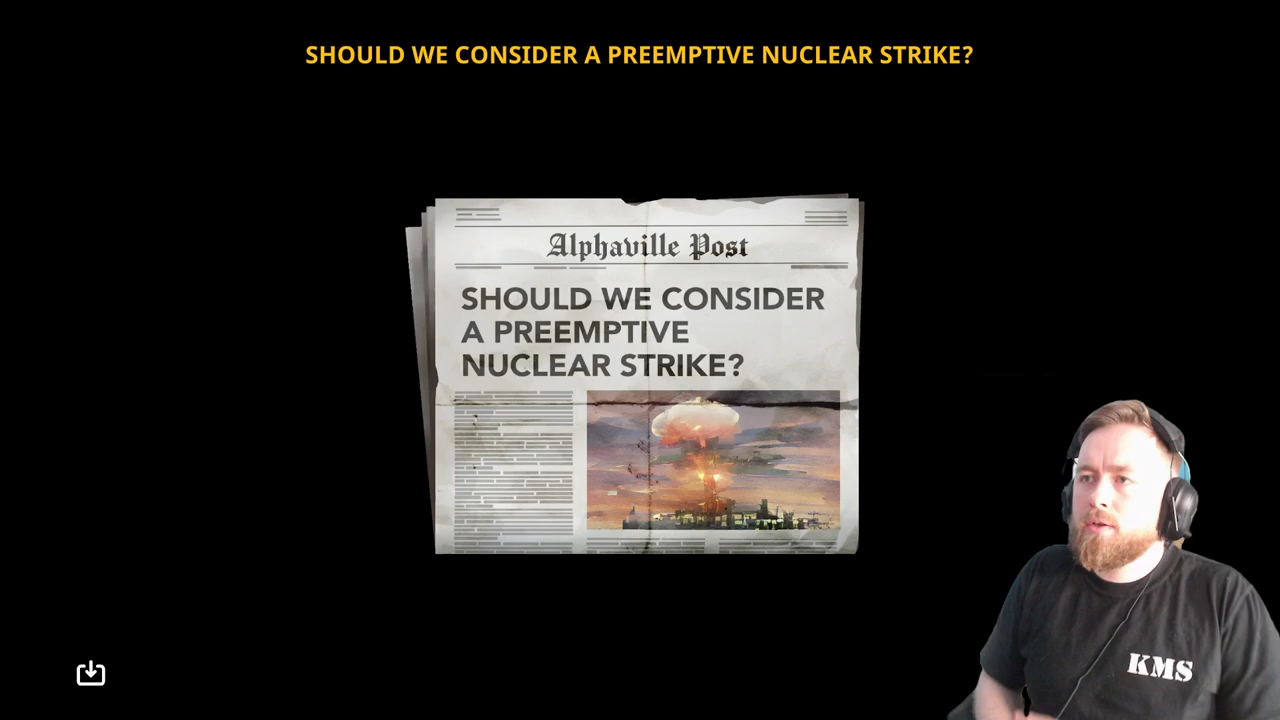 SHOULD WE CONSIDER A PREEMPTIVE NUCLEAR STRIKE?
Alphaville Post
SHOULD WE CONSIDER
A PREEMPTIVE
NUCLEAR STRIKE?
KMS